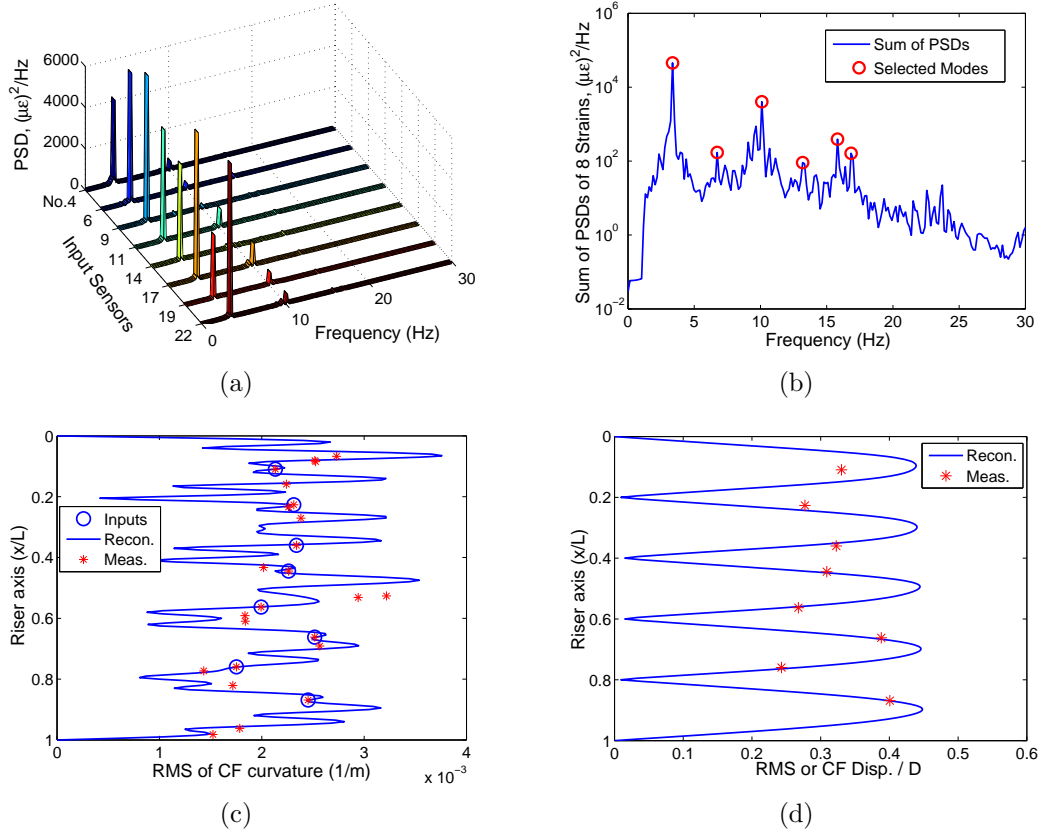 6000
4000
2000
0
PSD, (με)²/Hz
No.4
6
9
11
14
17
19
22
Input Sensors
0
10
20
30
Frequency (Hz)
(a)
10⁶
10⁴
10²
10⁰
10⁻²
Sum of PSDs of 8 Strains, (με)²/Hz
Sum of PSDs
Selected Modes
0
5
10
15
20
25
30
Frequency (Hz)
(b)
0
0.2
0.4
0.6
0.8
1
Riser axis (x/L)
Inputs
Recon.
Meas.
0
1
2
3
4
RMS of CF curvature (1/m)
x 10⁻³
(c)
0
0.2
0.4
0.6
0.8
1
Riser axis (x/L)
Recon.
Meas.
0
0.1
0.2
0.3
0.4
0.5
0.6
RMS or CF Disp. / D
(d)